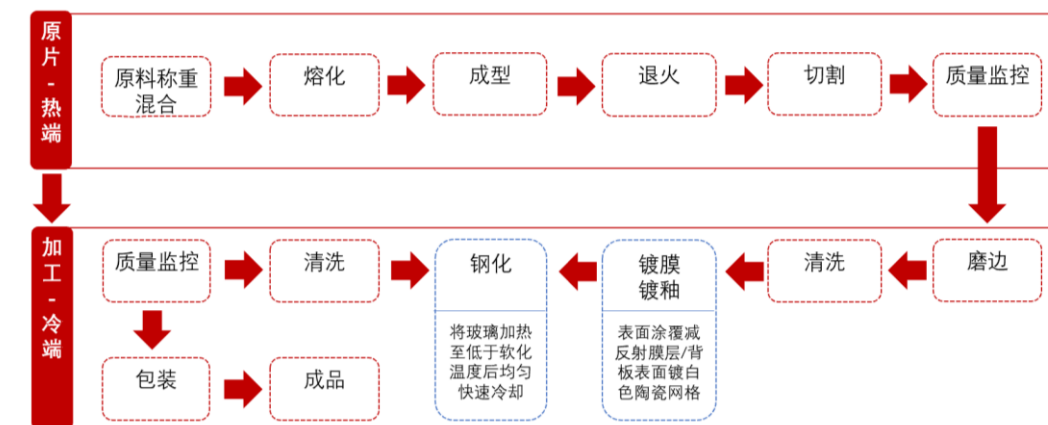 原片-热端
原料称重
混合
熔化
成型
退火
切割
质量监控
加工-冷端
质量监控
清洗
钢化
将玻璃加热
至低于软化
温度后均匀
快速冷却
镀膜
镀釉
表面涂覆减
反射膜层/背
板表面镀白
色陶瓷网格
清洗
磨边
包装
成品